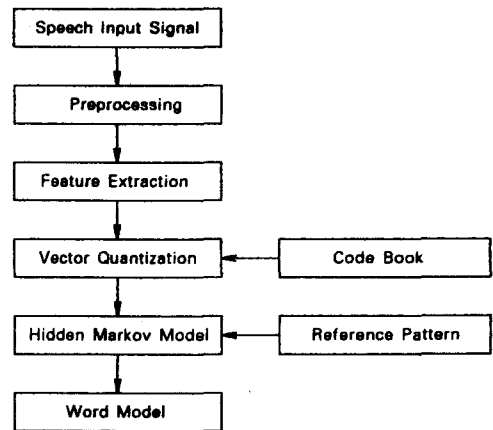 Speech Input Signal
Preprocessing
Feature Extraction
Vector Quantization
Code Book
Hidden Markov Model
Reference Pattern
Word Model